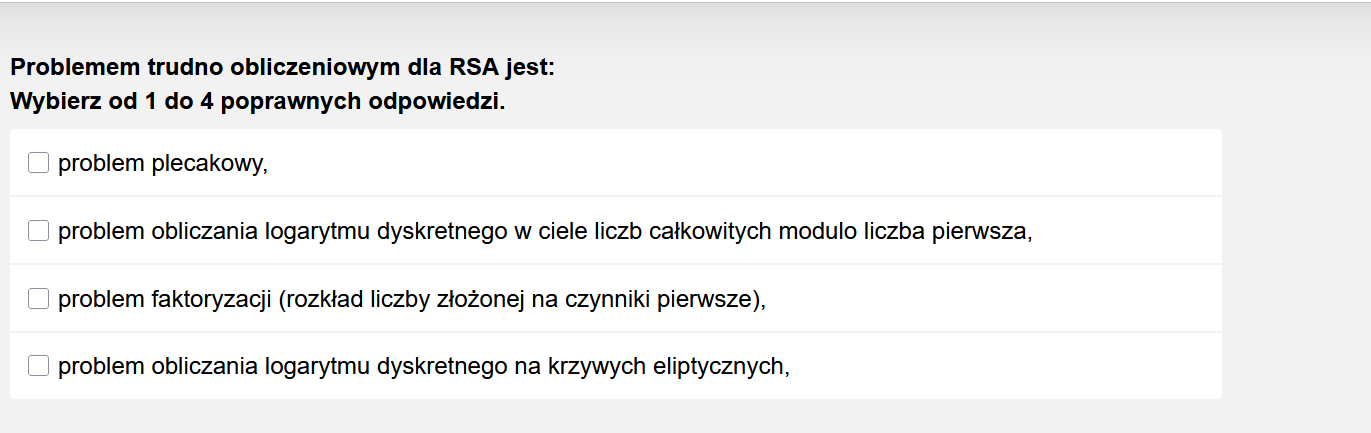 Problemem trudno obliczeniowym dla RSA jest:
Wybierz od 1 do 4 poprawnych odpowiedzi.
problem plecakowy,
problem obliczania logarytmu dyskretnego w ciele liczb całkowitych modulo liczba pierwsza,
problem faktoryzacji (rozkład liczby złożonej na czynniki pierwsze),
problem obliczania logarytmu dyskretnego na krzywych eliptycznych,